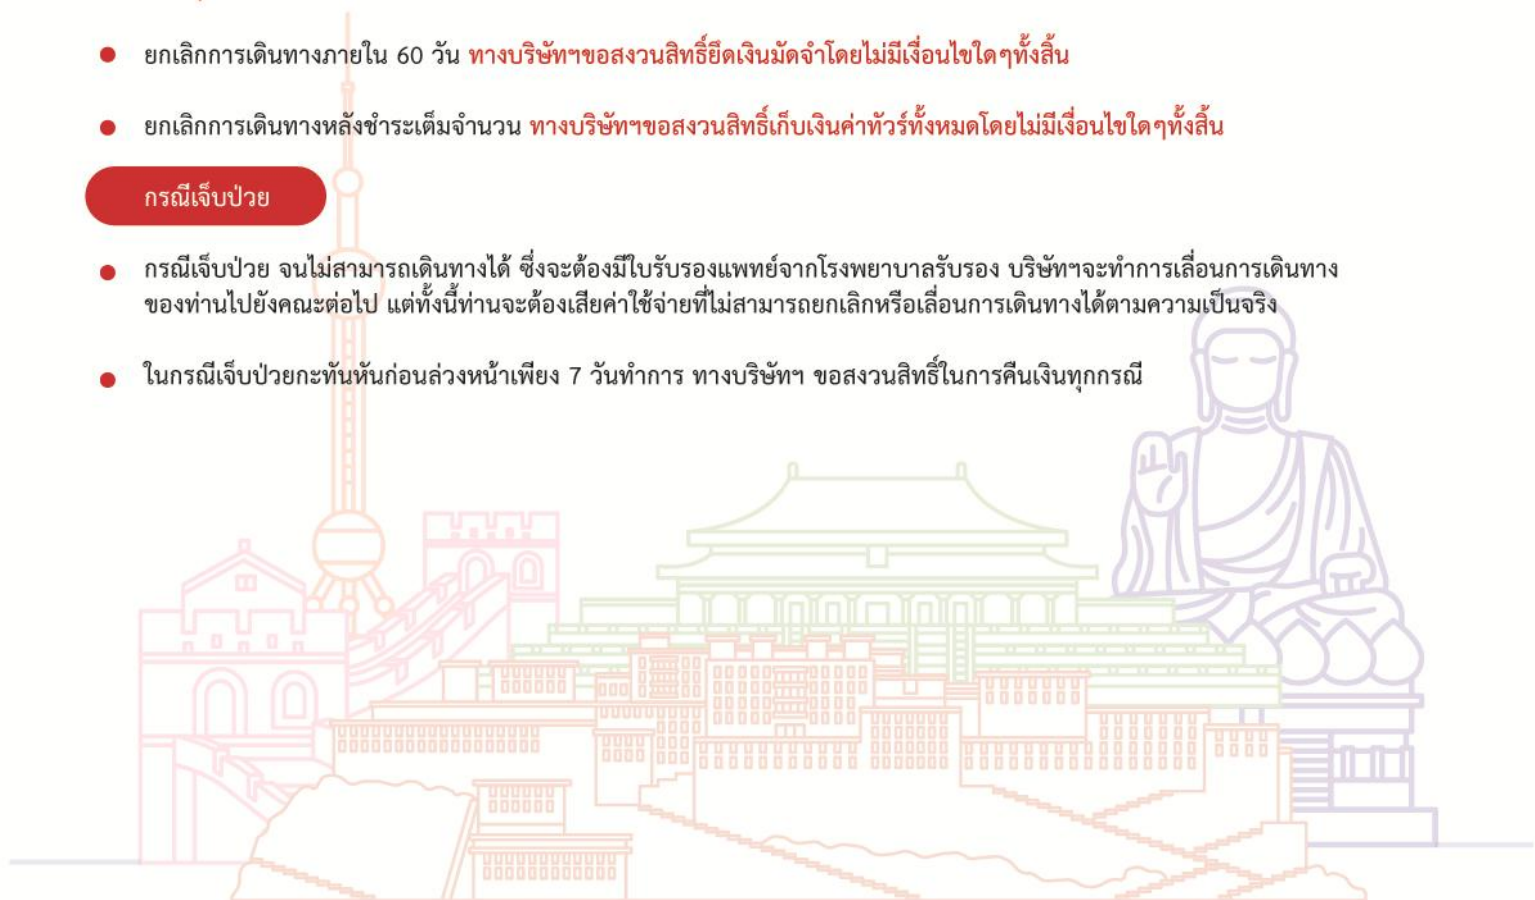 ยกเลิกการเดินทางภายใน 60 วัน ทางบริษัทฯขอสงวนสิทธิ์ยึดเงินมัดจำโดยไม่มีเงื่อนไขใดๆทั้งสิ้น
ยกเลิกการเดินทางหลังชำระเต็มจำนวน ทางบริษัทฯขอสงวนสิทธิ์เก็บเงินค่าทัวร์ทั้งหมดโดยไม่มีเงื่อนไขใดๆทั้งสิ้น
กรณีเจ็บป่วย
กรณีเจ็บป่วย จนไม่สามารถเดินทางได้ ซึ่งจะต้องมีใบรับรองแพทย์จากโรงพยาบาลรับรอง บริษัทฯจะทำการเลื่อนการเดินทาง
ของท่านไปยังคณะต่อไป แต่ทั้งนี้ท่านจะต้องเสียค่าใช้จ่ายที่ไม่สามารถยกเลิกหรือเลื่อนการเดินทางได้ตามความเป็นจริง
ในกรณีเจ็บป่วยกะทันหันก่อนล่วงหน้าเพียง 7 วันทำการ ทางบริษัทฯ ขอสงวนสิทธิ์ในการคืนเงินทุกกรณี